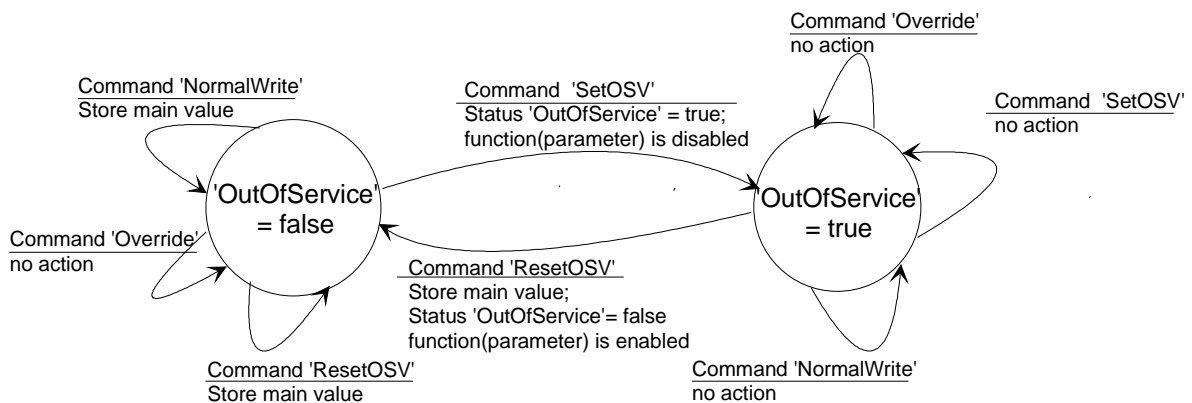 Command 'Override'
no action
Command 'NormalWrite'
Store main value
Command 'SetOSV'
Status 'OutOfService' = true;
function(parameter) is disabled
Command 'SetOSV'
no action
'OutOfService'
= false
'OutOfService'
= true
Command 'Override'
no action
Command 'ResetOSV'
Store main value;
Status 'OutOfService'= false
function(parameter) is enabled
Command 'ResetOSV'
Store main value
Command 'NormalWrite'
no action